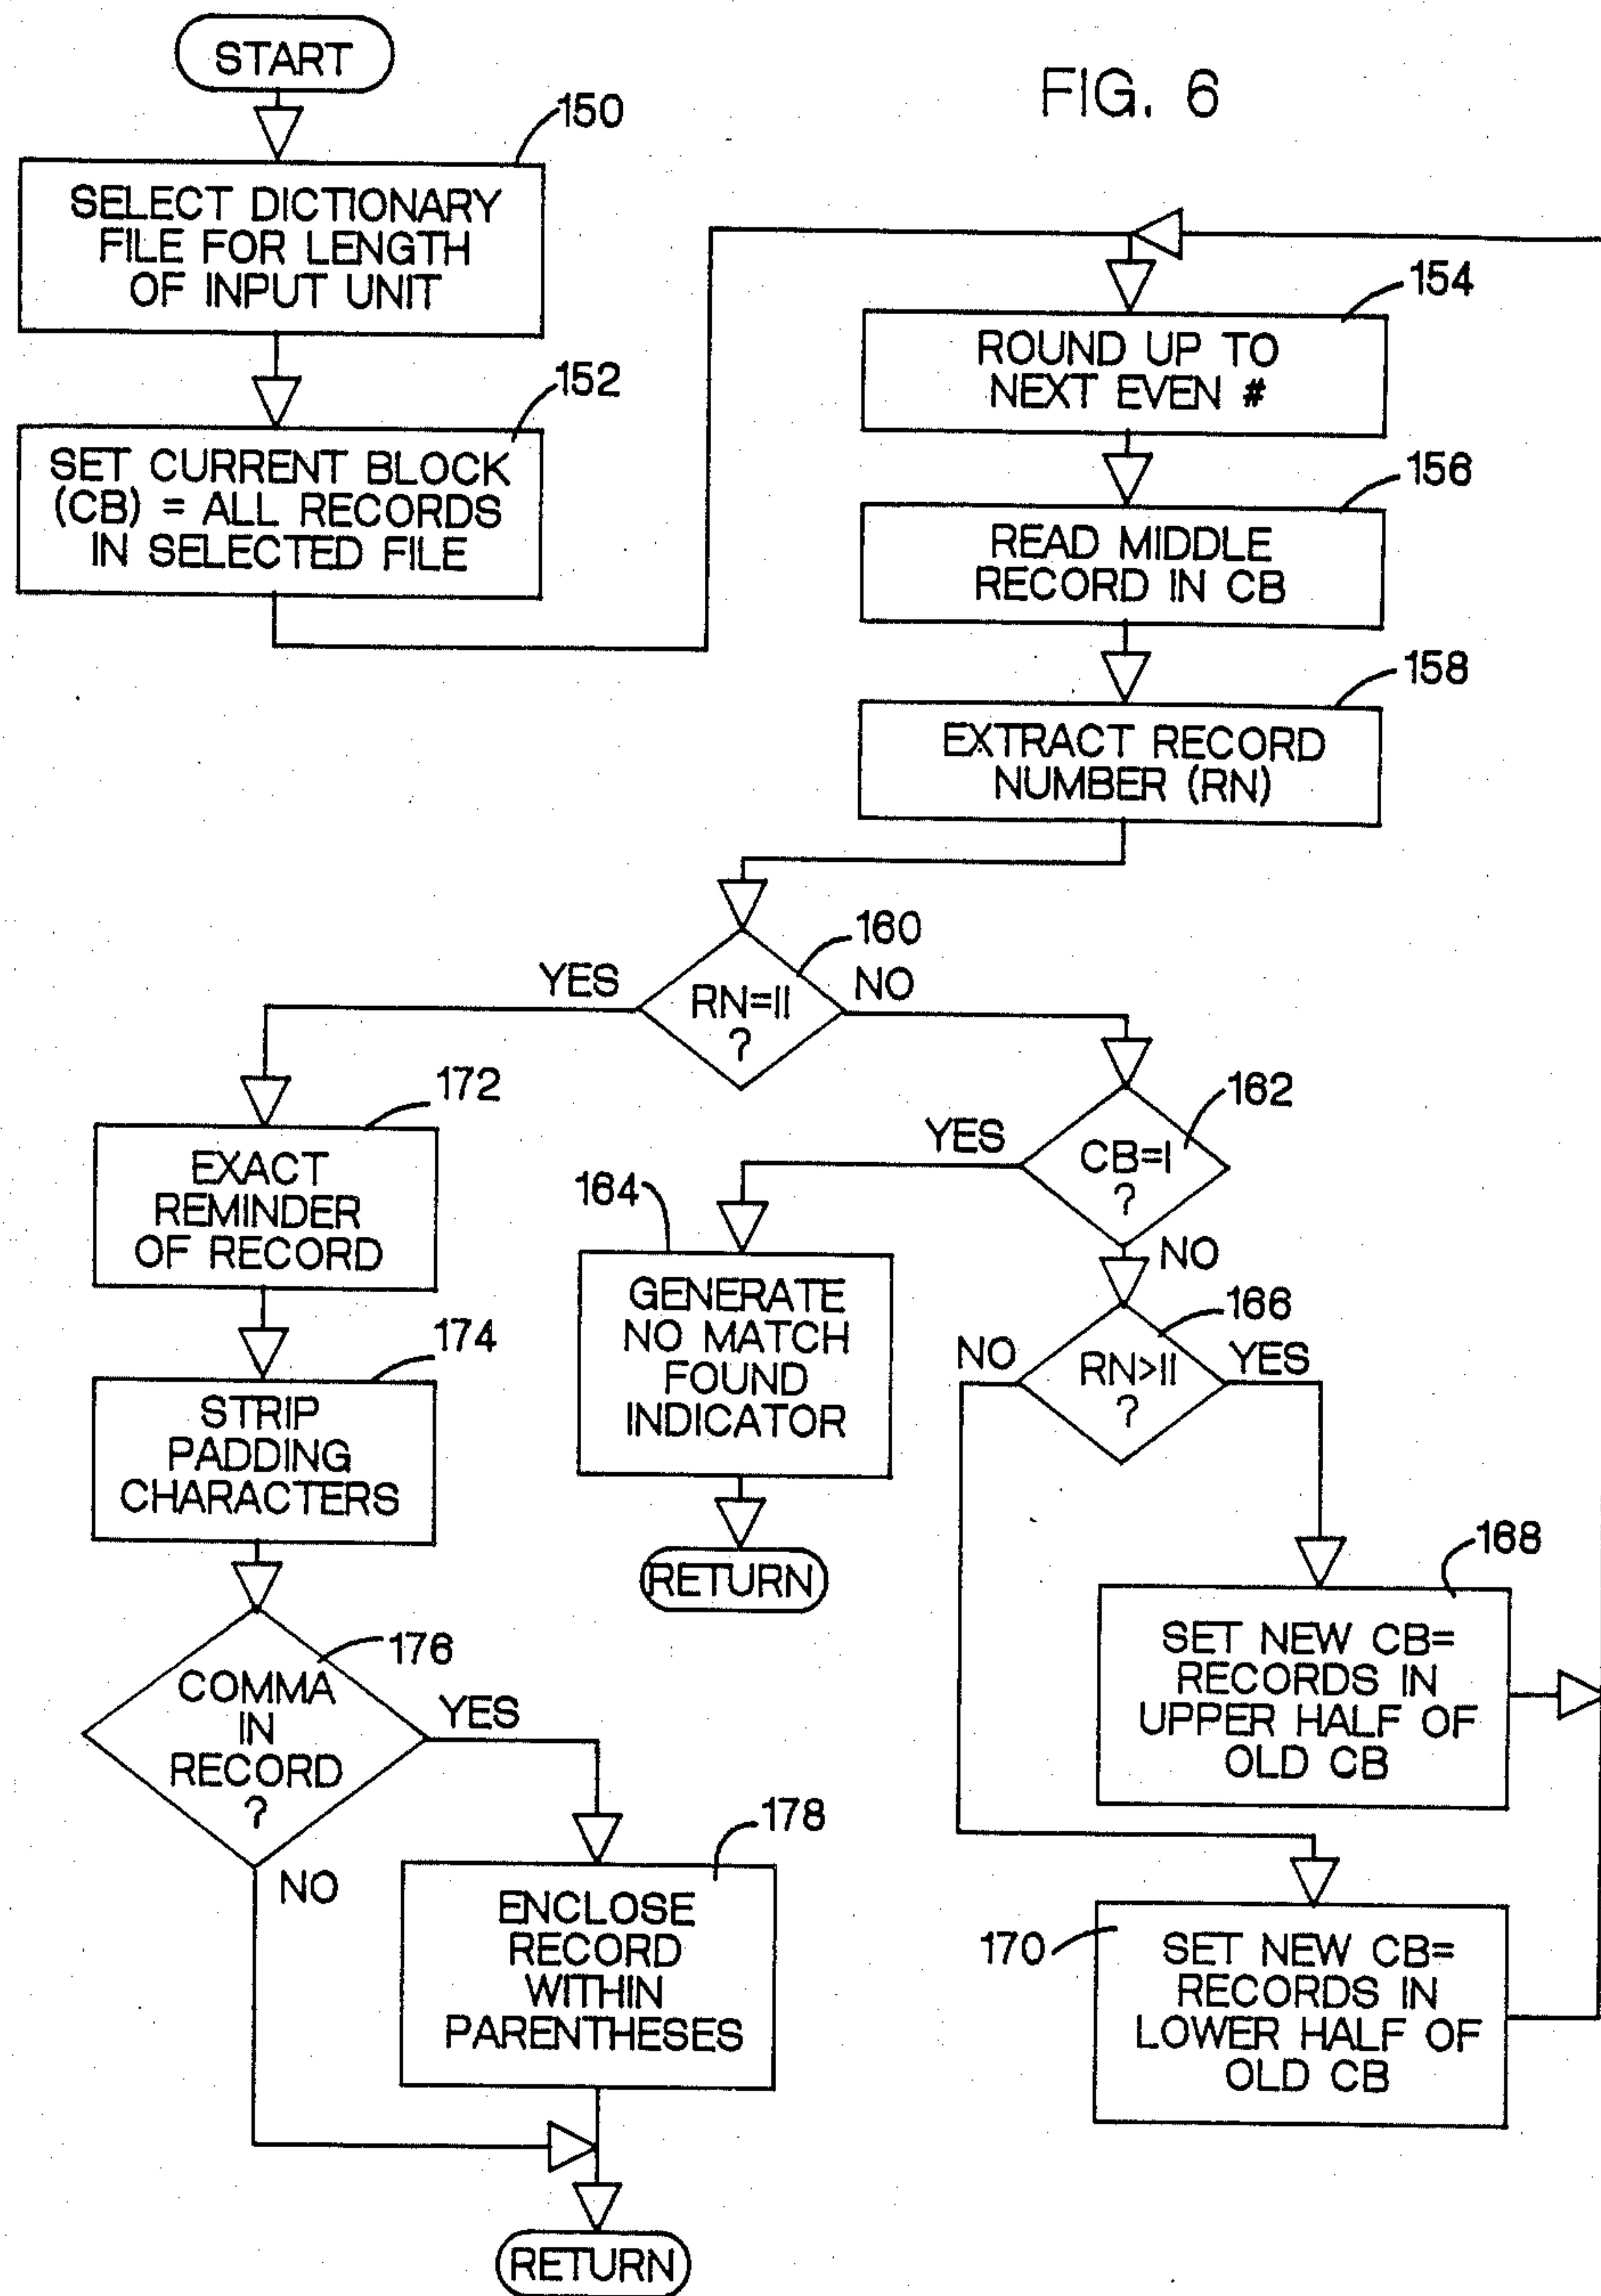 FIG. 6
START
150
SELECT DICTIONARY
FILE FOR LENGTH
OF INPUT UNIT
152
SET CURRENT BLOCK
(CB) = ALL RECORDS
IN SELECTED FILE
154
ROUND UP TO
NEXT EVEN #
156
READ MIDDLE
RECORD IN CB
158
EXTRACT RECORD
NUMBER (RN)
160
YES
RN=II
?
NO
162
YES
CB=I
?
NO
164
GENERATE
NO MATCH
FOUND
INDICATOR
RETURN
166
NO
RN>II
?
YES
168
SET NEW CB=
RECORDS IN
UPPER HALF OF
OLD CB
170
SET NEW CB=
RECORDS IN
LOWER HALF OF
OLD CB
172
EXACT
REMINDER
OF RECORD
174
STRIP
PADDING
CHARACTERS
176
COMMA
IN
RECORD
?
YES
NO
178
ENCLOSE
RECORD
WITHIN
PARENTHESES
RETURN